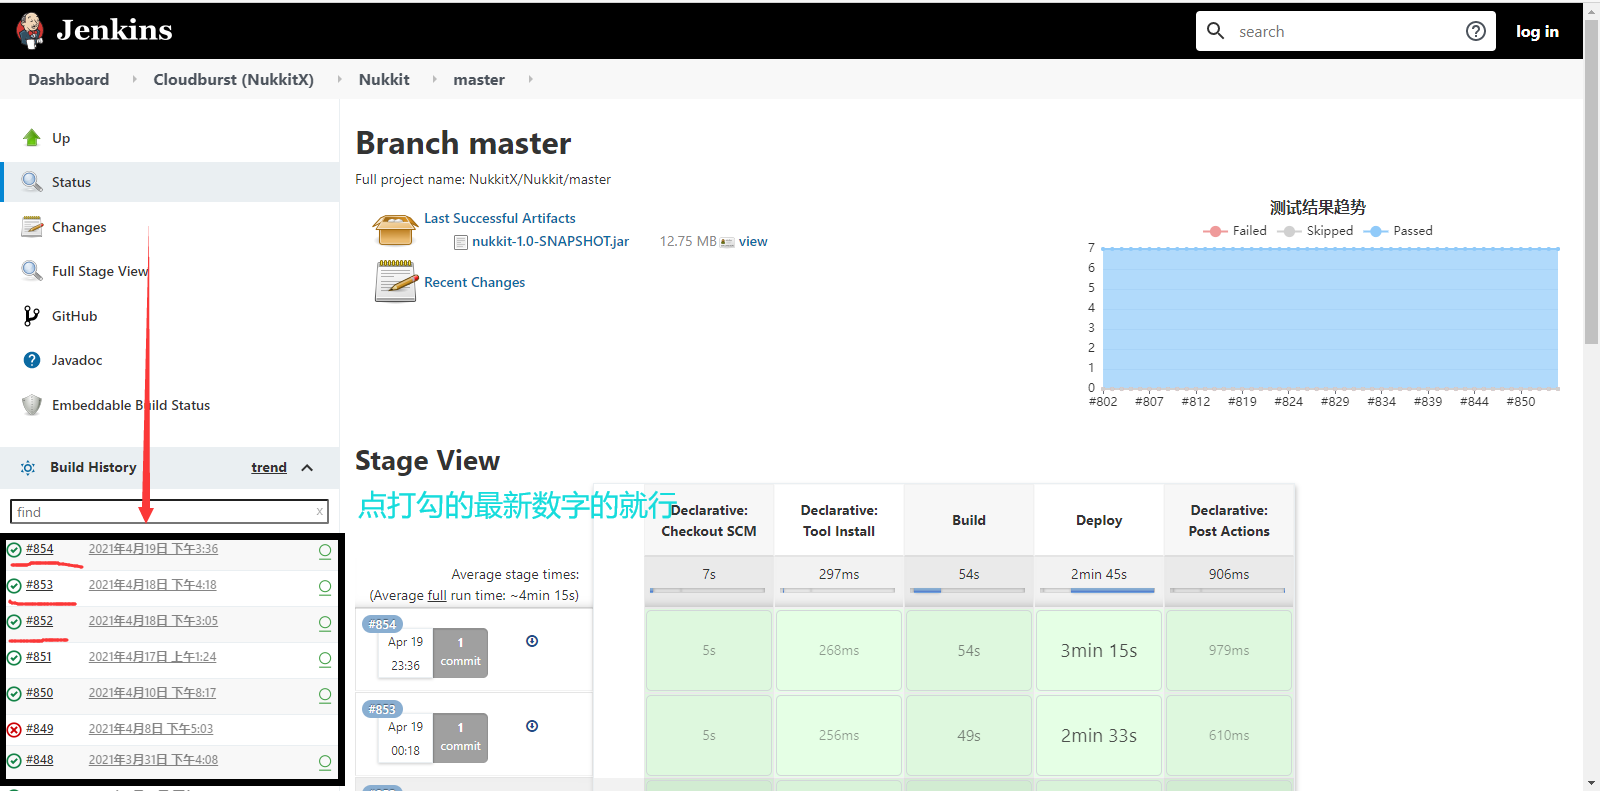 Jenkins
search
log in
Dashboard
Cloudburst (NukkitX)
Nukkit
master
Up
Status
Changes
Full Stage View
GitHub
Javadoc
Embeddable Build Status
Build History
trend
find
x
#854 2021年4月19日 下午3:36
#853 2021年4月18日 下午4:18
#852 2021年4月18日 下午3:05
#851 2021年4月17日 上午1:24
#850 2021年4月10日 下午8:17
#849 2021年4月8日 下午5:03
#848 2021年3月31日 下午4:08
Branch master
Full project name: NukkitX/Nukkit/master
Last Successful Artifacts
nukkit-1.0-SNAPSHOT.jar 12.75 MB view
Recent Changes
测试结果趋势
Failed Skipped Passed
7
6
5
4
3
2
1
0
#802 #807 #812 #819 #824 #829 #834 #839 #844 #850
Stage View
点打勾的最新数字的就行
Declarative: Checkout SCM
Declarative: Tool Install
Build
Deploy
Declarative: Post Actions
Average stage times:
(Average full run time: ~4min 15s)
7s 297ms 54s 2min 45s 906ms
#854
Apr 19
23:36
1
commit
5s 268ms 54s 3min 15s 979ms
#853
Apr 19
00:18
1
commit
5s 256ms 49s 2min 33s 610ms